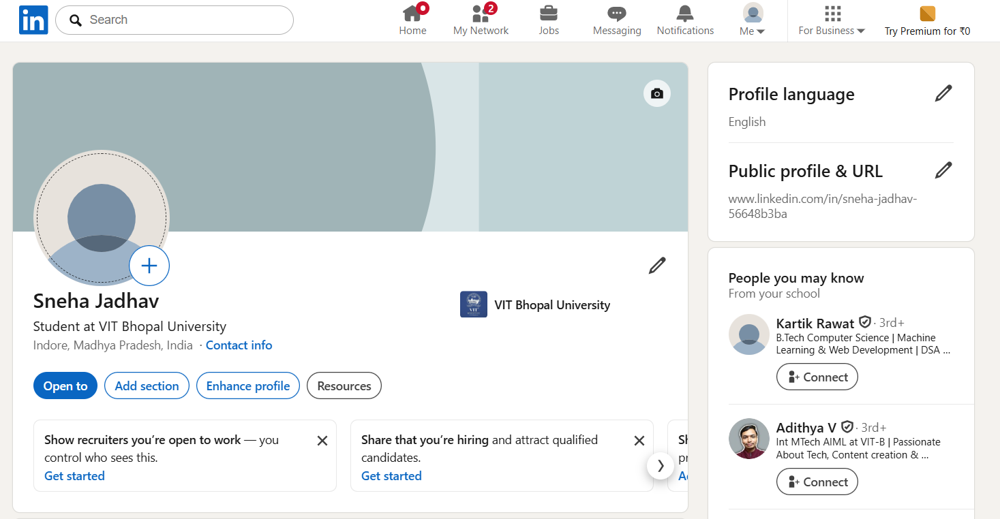 in
Search
Home
2
My Network
Jobs
Messaging
Notifications
Me
For Business
Try Premium for ₹0
Sneha Jadhav
Student at VIT Bhopal University
Indore, Madhya Pradesh, India · Contact info
VIT
VIT Bhopal University
Open to
Add section
Enhance profile
Resources
Show recruiters you’re open to work — you
control who sees this.
Get started
Share that you’re hiring and attract qualified
candidates.
Get started
Profile language
English
Public profile & URL
www.linkedin.com/in/sneha-jadhav-
56648b3ba
People you may know
From your school
Kartik Rawat · 3rd+
B.Tech Computer Science | Machine
Learning & Web Development | DSA ...
Connect
Adithya V · 3rd+
Int MTech AIML at VIT-B | Passionate
About Tech, Content creation & ...
Connect